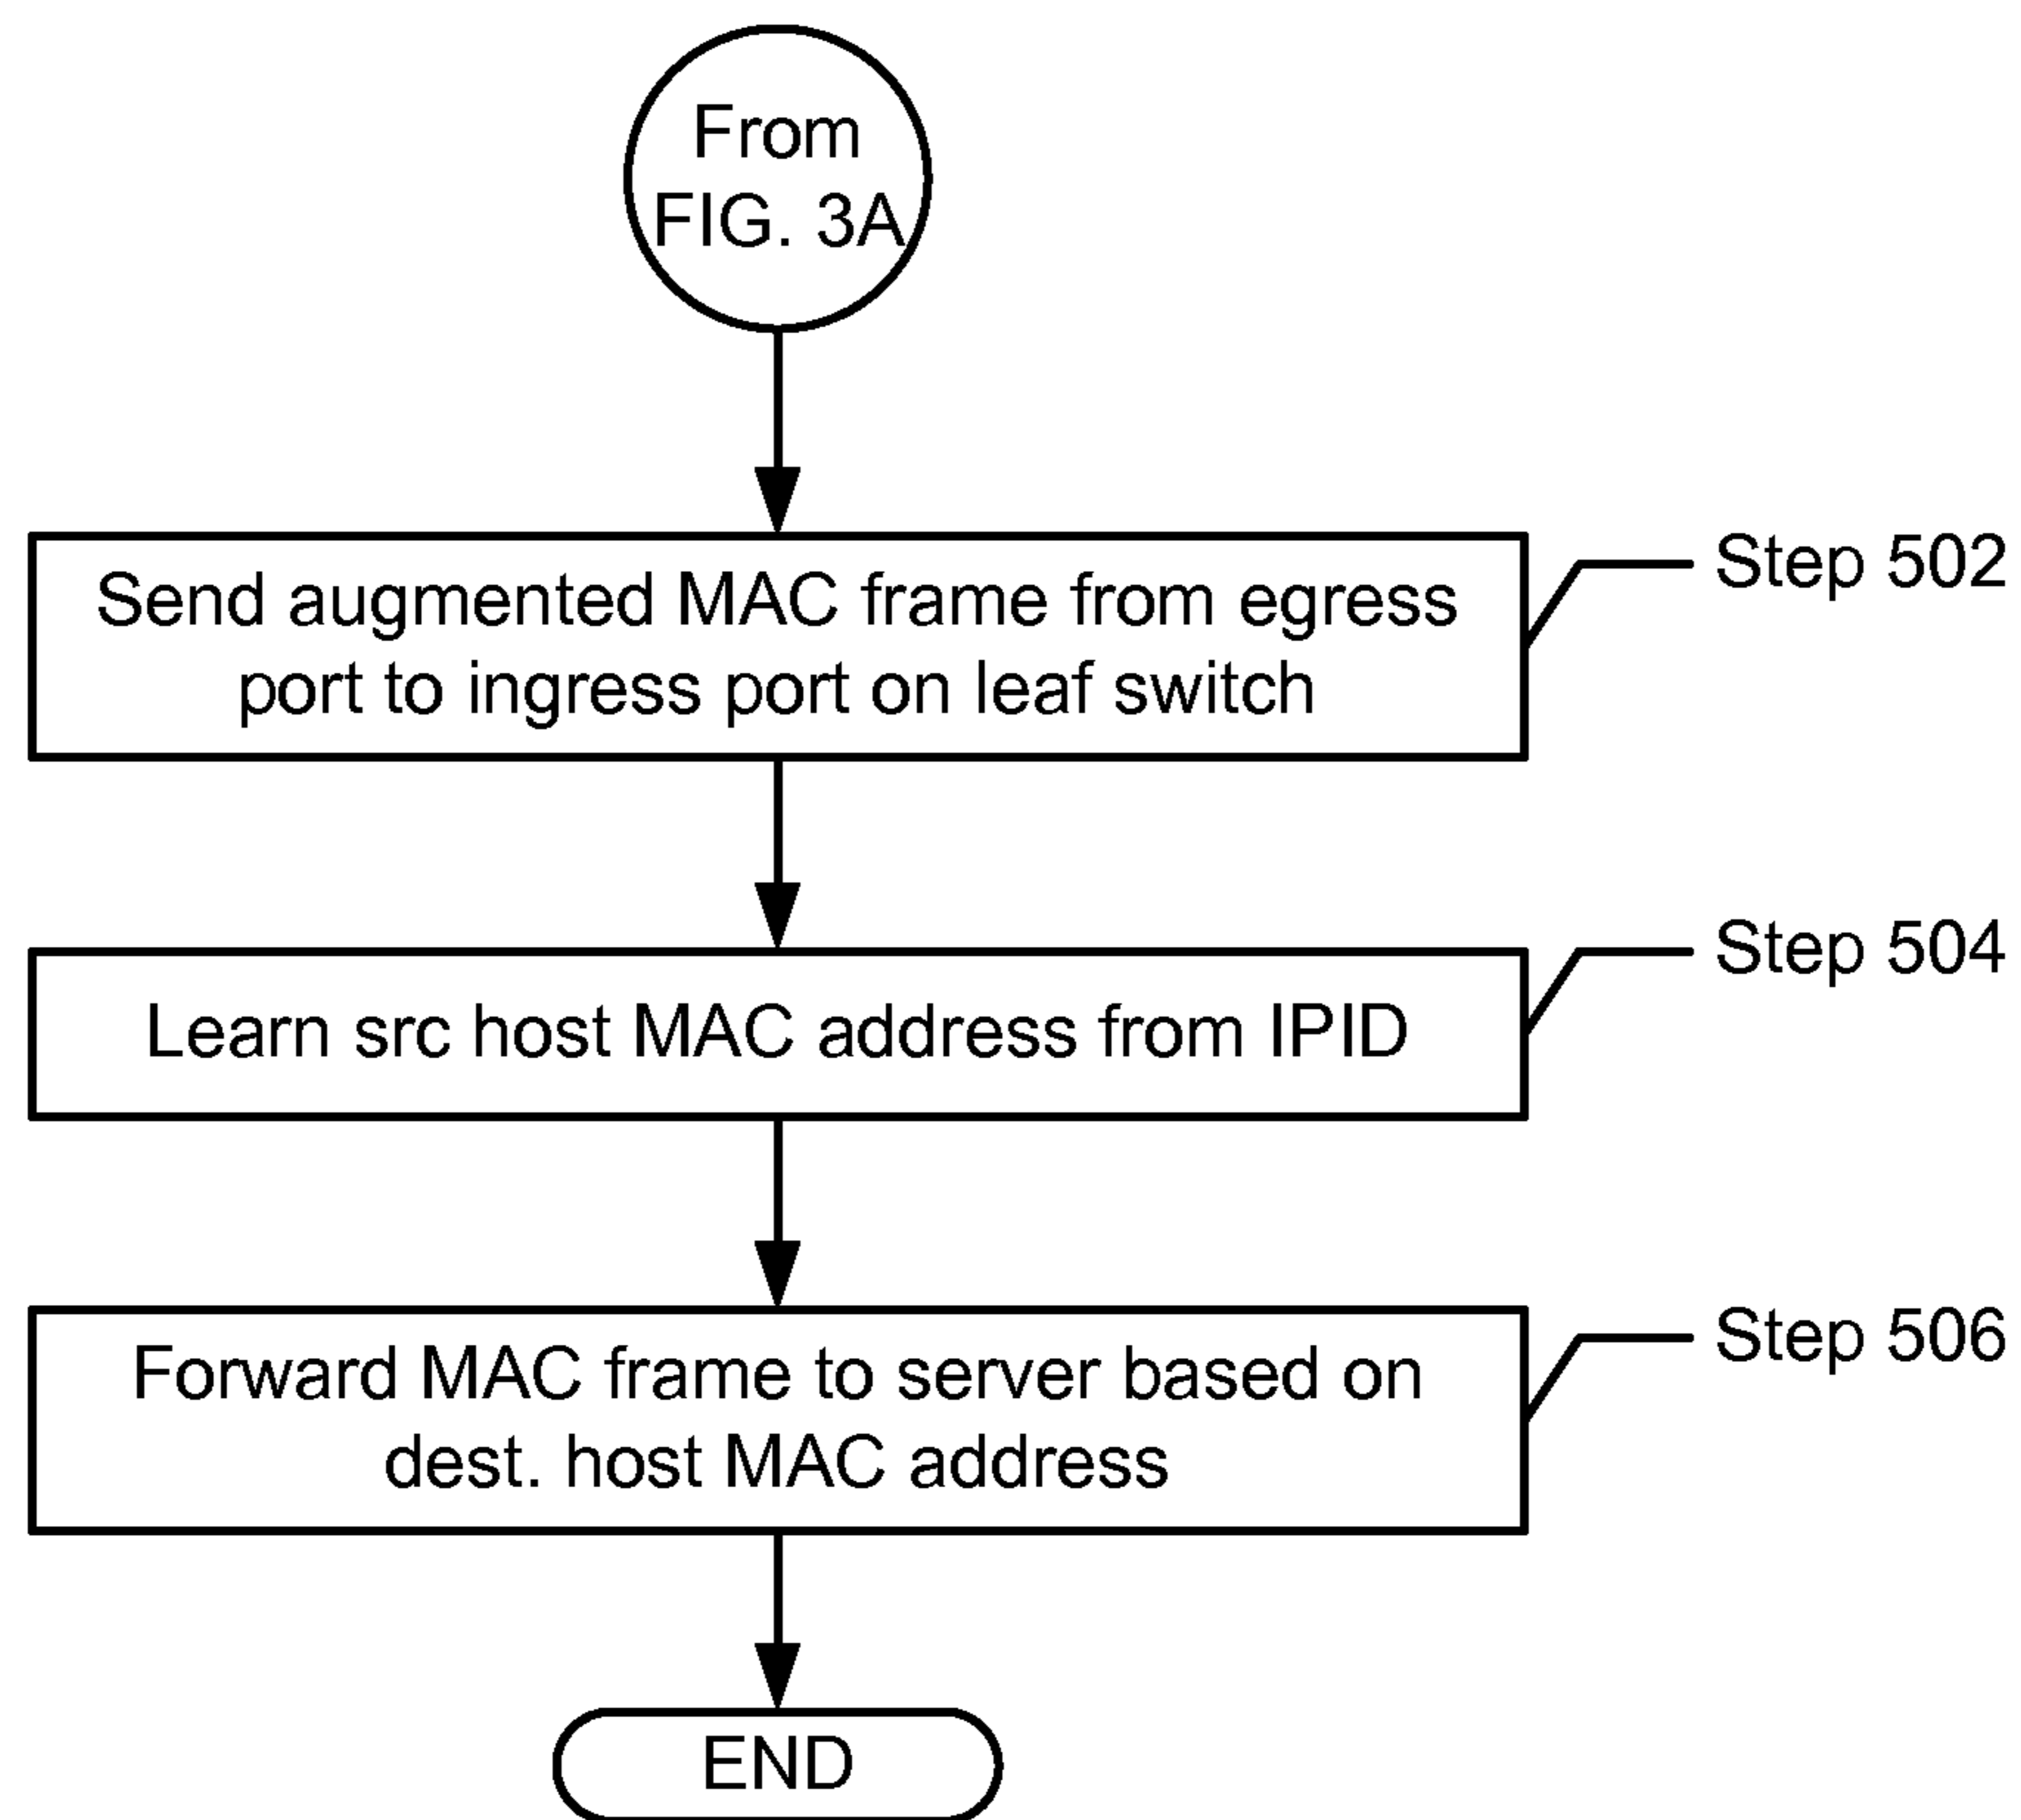 From
FIG. 3A
Send augmented MAC frame from egress
port to ingress port on leaf switch
Step 502
Learn src host MAC address from IPID
Step 504
Forward MAC frame to server based on
dest. host MAC address
Step 506
END